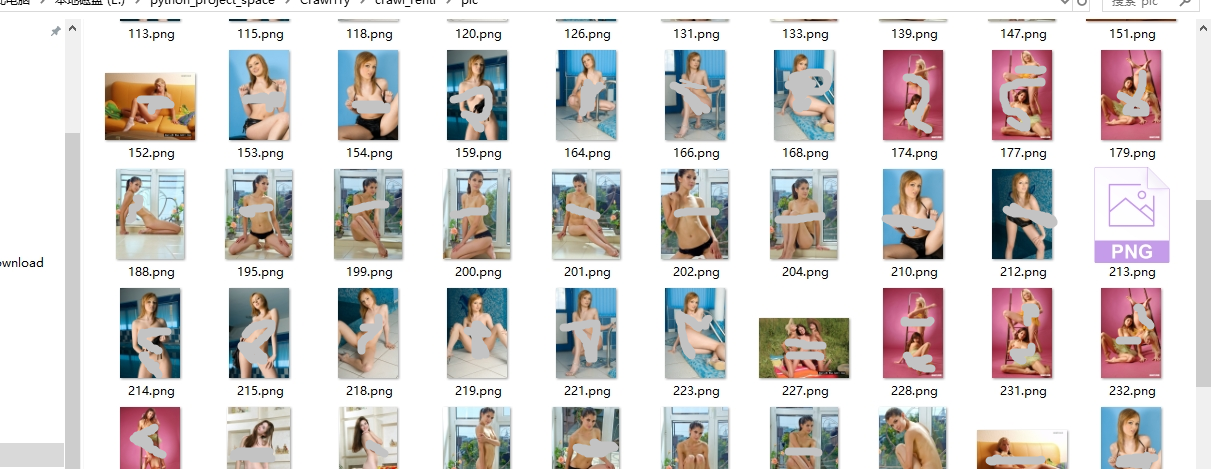 本地磁盘 (E:) > python_project_space > Crawlfly > crawl_renti > pic
搜索"pic"
113.png 115.png 118.png 120.png 126.png 131.png 133.png 139.png 147.png 151.png
152.png 153.png 154.png 159.png 164.png 166.png 168.png 174.png 177.png 179.png
ownload
PNG
188.png 195.png 199.png 200.png 201.png 202.png 204.png 210.png 212.png 213.png
214.png 215.png 218.png 219.png 221.png 223.png 227.png 228.png 231.png 232.png